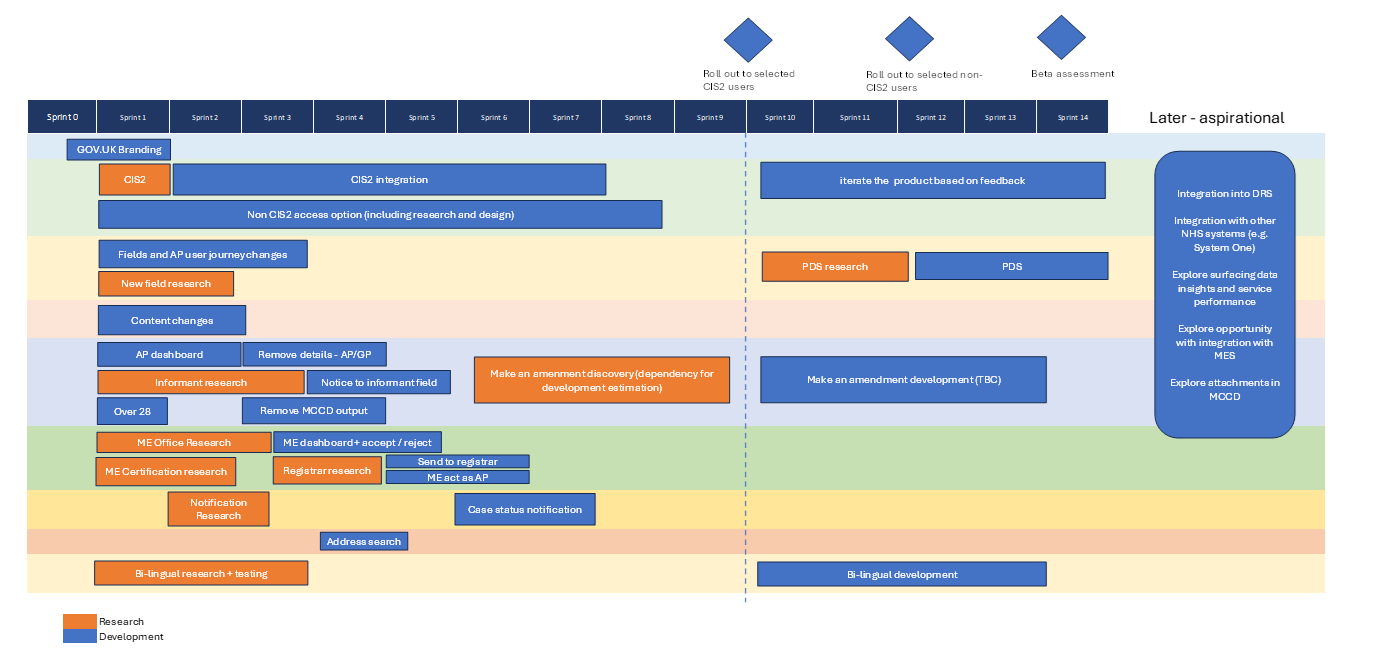 Roll out to selected
CIS2 users
Roll out to selected non-
CIS2 users
Beta assessment
Sprint 0
Sprint 1
Sprint 2
Sprint 3
Sprint 4
Sprint 5
Sprint 6
Sprint 7
Sprint 8
Sprint 9
Sprint 10
Sprint 11
Sprint 12
Sprint 13
Sprint 14
Later - aspirational
GOV.UK Branding
CIS2
CIS2 integration
iterate the product based on feedback
Non CIS2 access option (including research and design)
Fields and AP user journey changes
New field research
PDS research
PDS
Content changes
AP dashboard
Remove details - AP/GP
Informant research
Notice to informant field
Over 28
Remove MCCD output
Make an amenment discovery (dependency for
development estimation)
Make an amendment development (TBC)
ME Office Research
ME dashboard + accept / reject
ME Certification research
Registrar research
Send to registrar
ME act as AP
Notification
Research
Case status notification
Address search
Bi-lingual research + testing
Bi-lingual development
Integration into DRS
Integration with other
NHS systems (e.g.
System One)
Explore surfacing data
insights and service
performance
Explore opportunity
with integration with
MES
Explore attachments in
MCCD
Research
Development